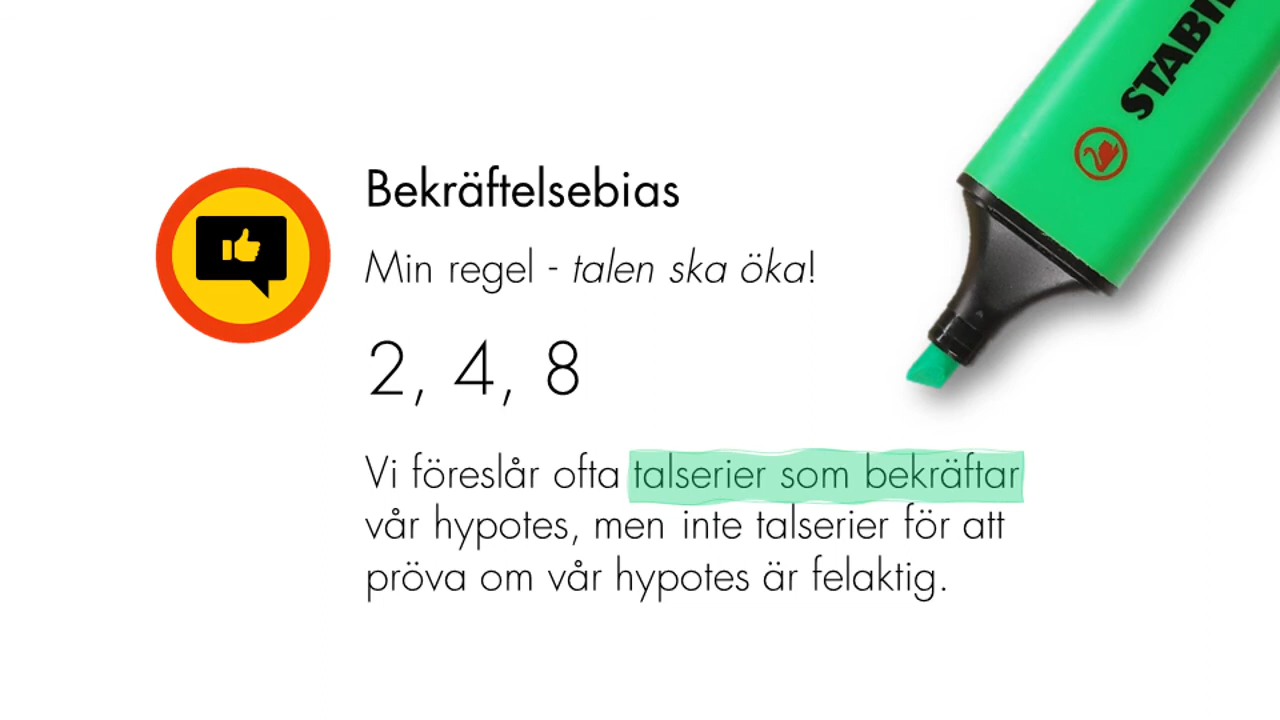 STABI
Bekräftelsebias
Min regel - talen ska öka!
2, 4, 8
Vi föreslår ofta talserier som bekräftar
vår hypotes, men inte talserier för att
pröva om vår hypotes är felaktig.